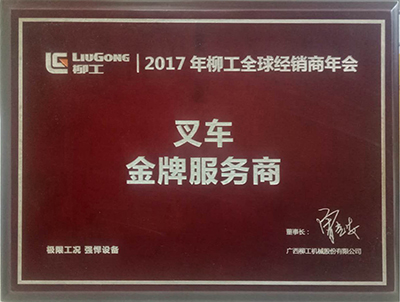 LIUGONG
柳工
2017年柳工全球经销商年会
叉车
金牌服务商
董事长：
极限工况 强悍设备
广西柳工机械股份有限公司